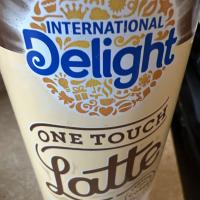 INTERNATIONAL
Delight
ONE TOUCH
Latte